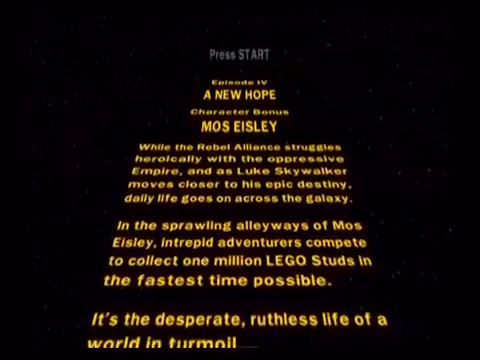 Press START
Episode IV
A NEW HOPE
Character Bonus
MOS EISLEY
While the Rebel Alliance struggles
heroically with the oppressive
Empire, and as Luke Skywalker
moves closer to his epic destiny,
daily life goes on across the galaxy.
In the sprawling alleyways of Mos
Eisley, intrepid adventurers compete
to collect one million LEGO Studs in
the fastest time possible.
It's the desperate, ruthless life of a
world in turmoil